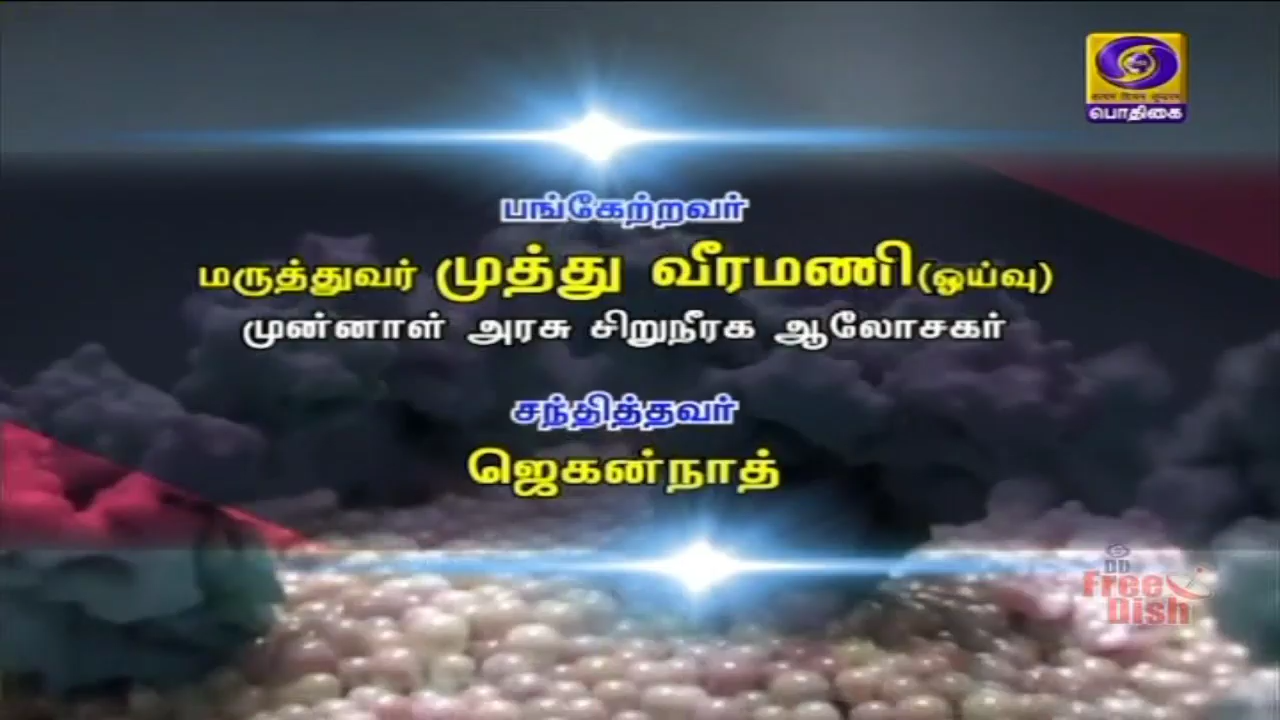 பொதிகை
பங்கேற்றவர்
மருத்துவர் முத்து வீரமணி(ஓய்வு)
முன்னாள் அரசு சிறுநீரக ஆலோசகர்
சந்தித்தவர்
ஜெகன்நாத்
DD
Free
Dish